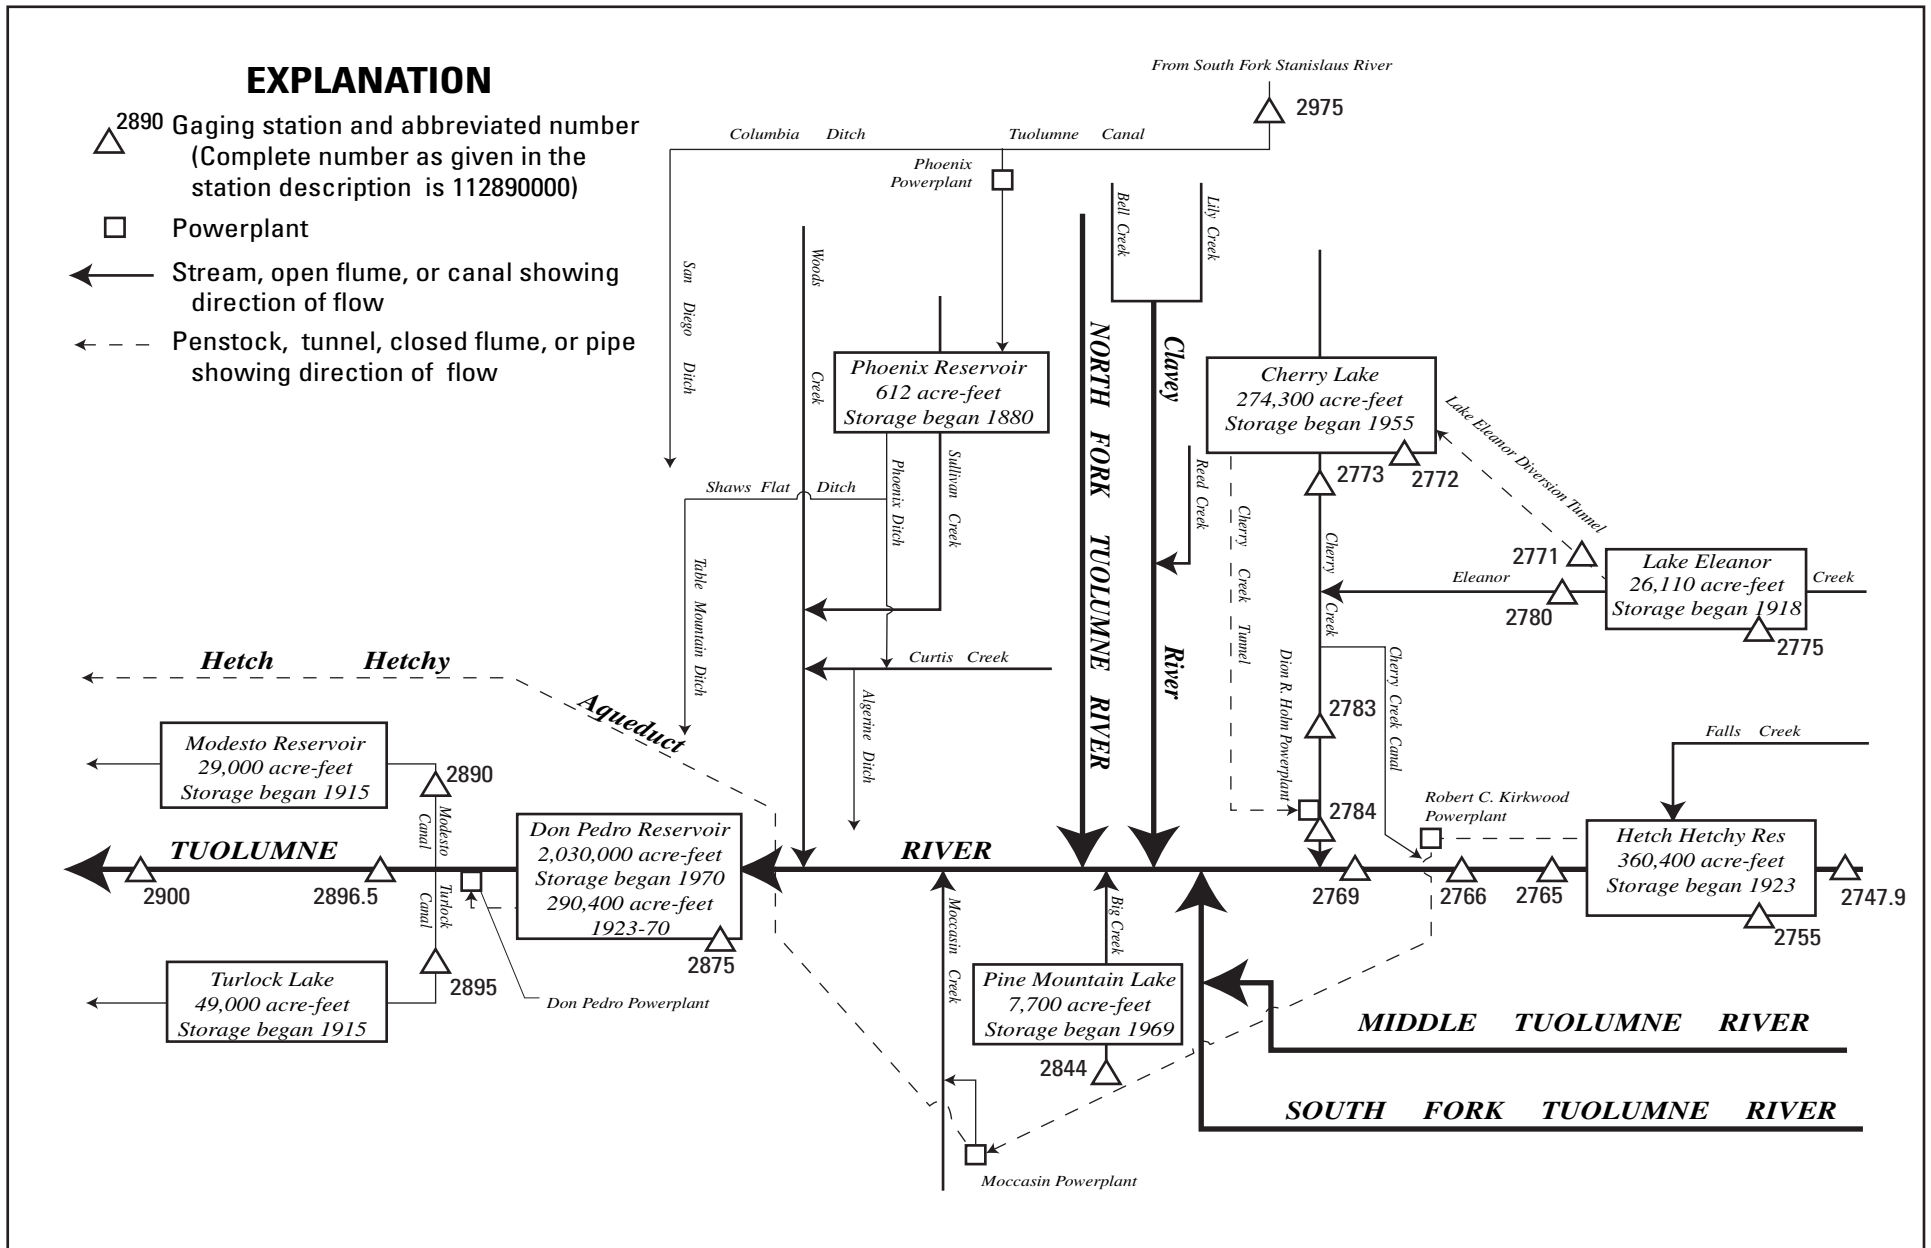 EXPLANATION
2890 Gaging station and abbreviated number
(Complete number as given in the
station description is 112890000)
Powerplant
Stream, open flume, or canal showing
direction of flow
Penstock, tunnel, closed flume, or pipe
showing direction of flow
From South Fork Stanislaus River
2975
Columbia Ditch
Tuolumne Canal
Phoenix
Powerplant
San Diego Ditch
Woods Creek
Bell Creek
Lily Creek
Phoenix Reservoir
612 acre-feet
Storage began 1880
NORTH FORK TUOLUMNE RIVER
Clavey River
Cherry Lake
274,300 acre-feet
Storage began 1955
2773
2772
Lake Eleanor Diversion Tunnel
Reed Creek
Phoenix Ditch
Sullivan Creek
Shaws Flat Ditch
Table Mountain Ditch
Cherry Creek Tunnel
Cherry Creek
2771
Lake Eleanor
26,110 acre-feet
Storage began 1918
Eleanor Creek
2780
2775
Curtis Creek
Algerine Ditch
Hetch Hetchy Aqueduct
Dion R. Holm Powerplant
2783
Cherry Creek Canal
2784
Falls Creek
Robert C. Kirkwood
Powerplant
Hetch Hetchy Res
360,400 acre-feet
Storage began 1923
2747.9
2755
Modesto Reservoir
29,000 acre-feet
Storage began 1915
2890
Modesto
Canal
Don Pedro Reservoir
2,030,000 acre-feet
Storage began 1970
290,400 acre-feet
1923-70
2875
TUOLUMNE RIVER
2900
2896.5
2769
2766
2765
Turlock
Canal
2895
Turlock Lake
49,000 acre-feet
Storage began 1915
Don Pedro Powerplant
Moccasin Creek
Big Creek
Pine Mountain Lake
7,700 acre-feet
Storage began 1969
2844
MIDDLE TUOLUMNE RIVER
SOUTH FORK TUOLUMNE RIVER
Moccasin Powerplant